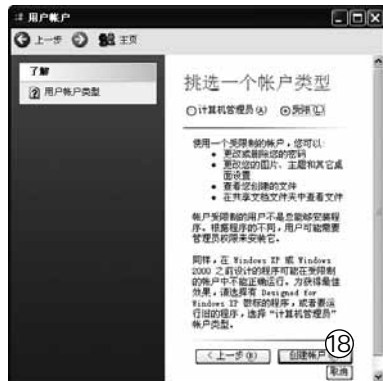 用户帐户
上一步 主页
了解
用户帐户类型
挑选一个帐户类型
计算机管理员(A) 受限(L)
使用一个受限制的帐户，您可以:
• 更改或删除您的密码
• 更改您的图片、主题和其它桌
面设置
• 查看您创建的文件
• 在共享文档文件夹中查看文件
帐户受限制的用户不是总能够安装程
序。根据程序的不同，用户可能需要
管理员权限来安装它。
同样，在 Windows XP 或 Windows
2000 之前设计的程序可能在受限制
的帐户中不能正确运行。为获得最佳
效果，请选择有 Designed for
Windows XP 徽标的程序，或者要运
行旧的程序，选择“计算机管理员”
帐户类型。
< 上一步(B) 创建帐户 ⑱
取消